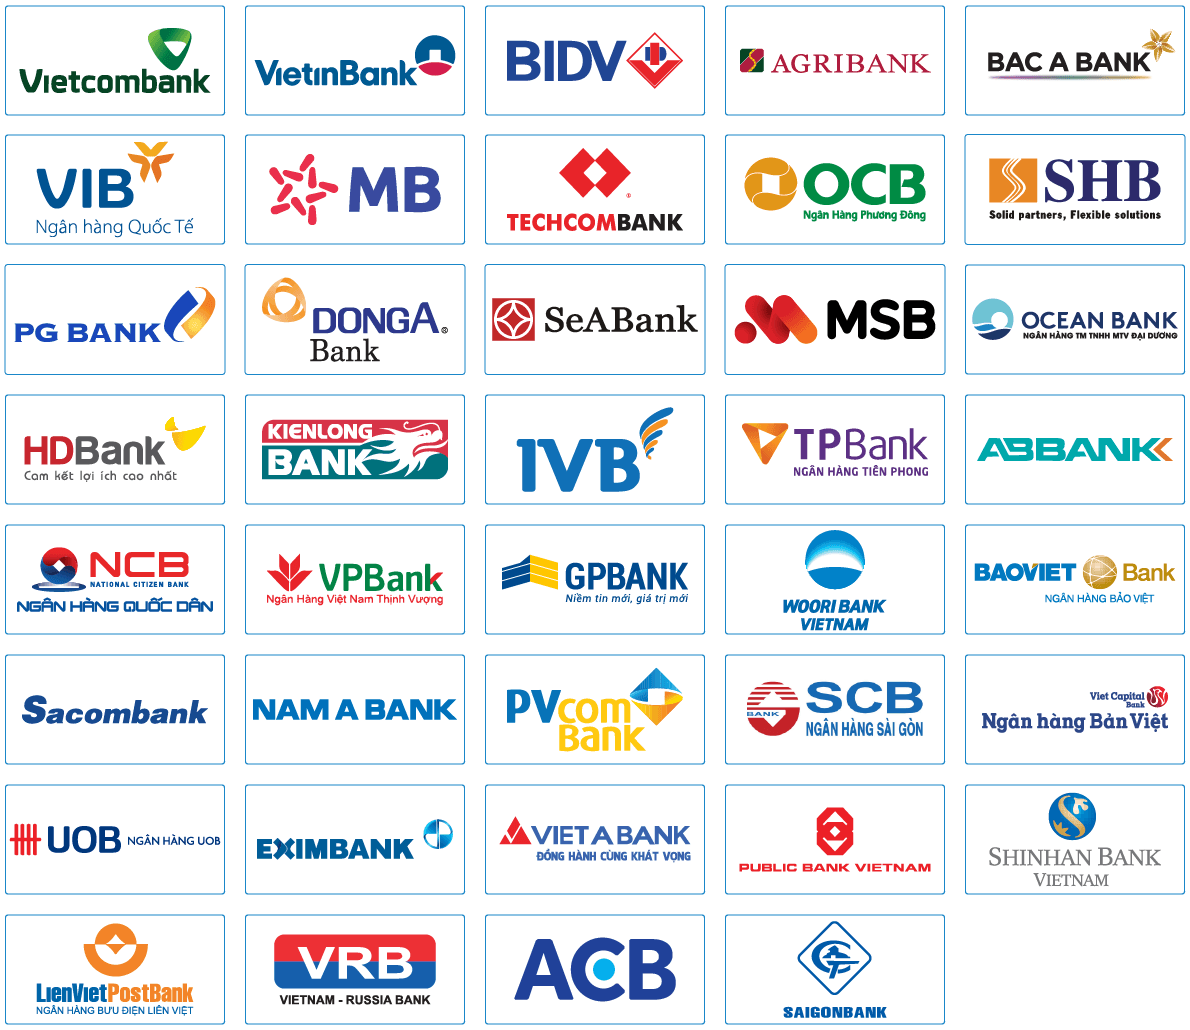 Vietcombank
VietinBank
BIDV
AGRIBANK
BAC A BANK
VIB
Ngân hàng Quốc Tế
MB
TECHCOMBANK
®
OCB
Ngân Hàng Phương Đông
SHB
Solid partners, Flexible solutions
PG BANK
DONGA®
Bank
SeABank
MSB
OCEAN BANK
NGÂN HÀNG TM TNHH MTV ĐẠI DƯƠNG
HDBank
Cam kết lợi ích cao nhất
KIENLONG
BANK
IVB
TPBank
NGÂN HÀNG TIÊN PHONG
ABBANK
NCB
NATIONAL CITIZEN BANK
NGÂN HÀNG QUỐC DÂN
VPBank
Ngân Hàng Việt Nam Thịnh Vượng
GPBANK
Niềm tin mới, giá trị mới
WOORI BANK
VIETNAM
BAOVIET Bank
NGÂN HÀNG BẢO VIỆT
Sacombank
NAM A BANK
PVcom
Bank
BANK
SCB
NGÂN HÀNG SÀI GÒN
Viet Capital
Bank
Ngân hàng Bản Việt
UOB NGÂN HÀNG UOB
EXIMBANK
VIET A BANK
ĐỒNG HÀNH CÙNG KHÁT VỌNG
PUBLIC BANK VIETNAM
SHINHAN BANK
VIETNAM
LienVietPostBank
NGÂN HÀNG BƯU ĐIỆN LIÊN VIỆT
VRB
VIETNAM - RUSSIA BANK
ACB
SAIGONBANK